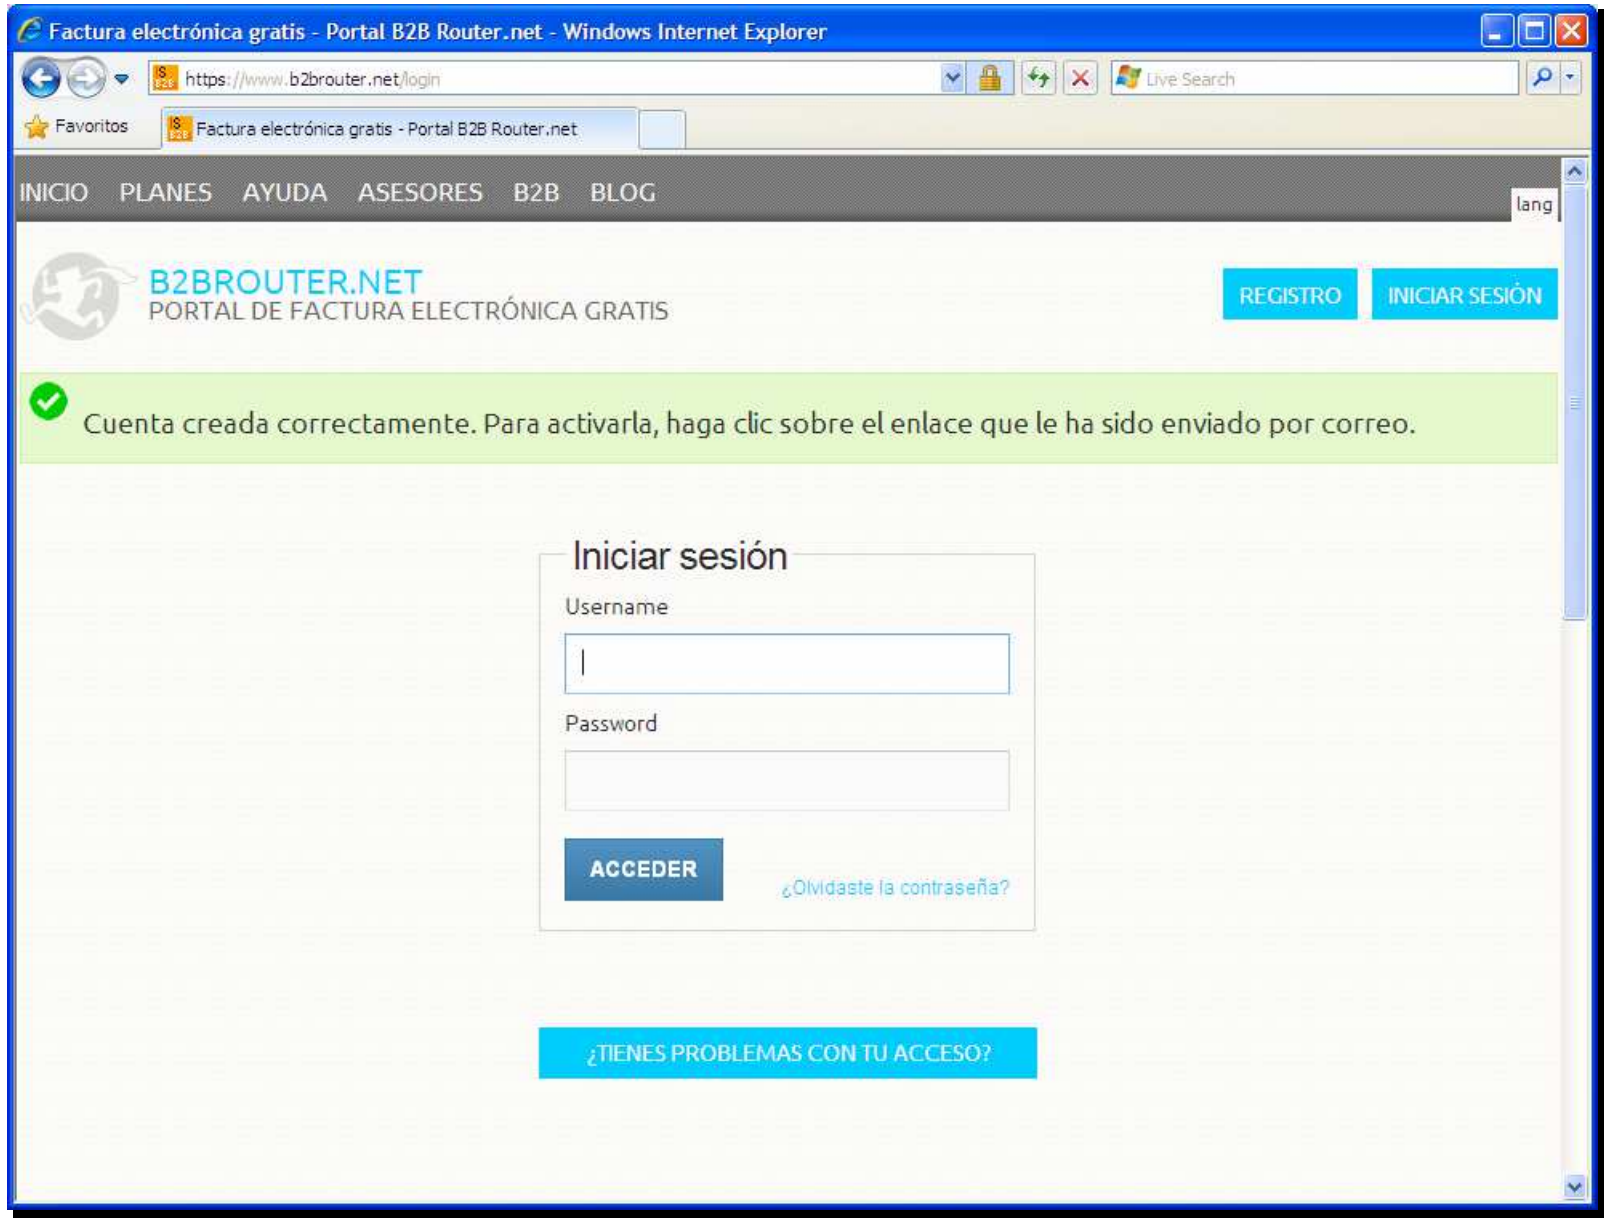 Factura electrónica gratis - Portal B2B Router.net - Windows Internet Explorer
https://www.b2brouter.net/login
Live Search
Favoritos
Factura electrónica gratis - Portal B2B Router.net
INICIO PLANES AYUDA ASESORES B2B BLOG
lang
B2BROUTER.NET
PORTAL DE FACTURA ELECTRÓNICA GRATIS
REGISTRO
INICIAR SESIÓN
Cuenta creada correctamente. Para activarla, haga clic sobre el enlace que le ha sido enviado por correo.
Iniciar sesión
Username
Password
ACCEDER
¿Olvidaste la contraseña?
¿TIENES PROBLEMAS CON TU ACCESO?